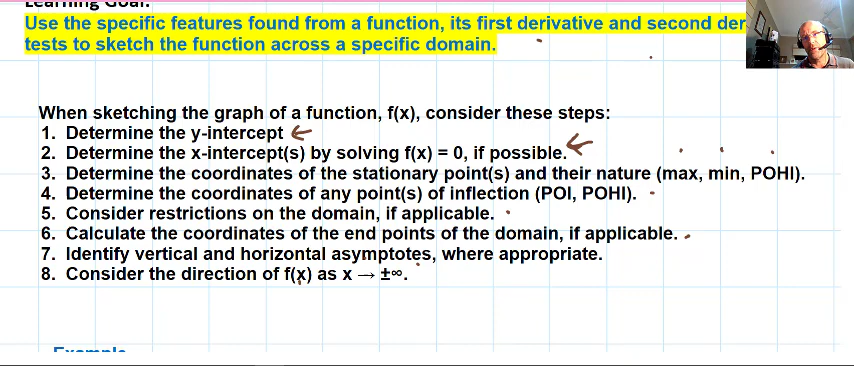 Learning Goal:
Use the specific features found from a function, its first derivative and second der
tests to sketch the function across a specific domain.
When sketching the graph of a function, f(x), consider these steps:
1. Determine the y-intercept
2. Determine the x-intercept(s) by solving f(x) = 0, if possible.
3. Determine the coordinates of the stationary point(s) and their nature (max, min, POHI).
4. Determine the coordinates of any point(s) of inflection (POI, POHI).
5. Consider restrictions on the domain, if applicable.
6. Calculate the coordinates of the end points of the domain, if applicable.
7. Identify vertical and horizontal asymptotes, where appropriate.
8. Consider the direction of f(x) as x → ±∞.
Example